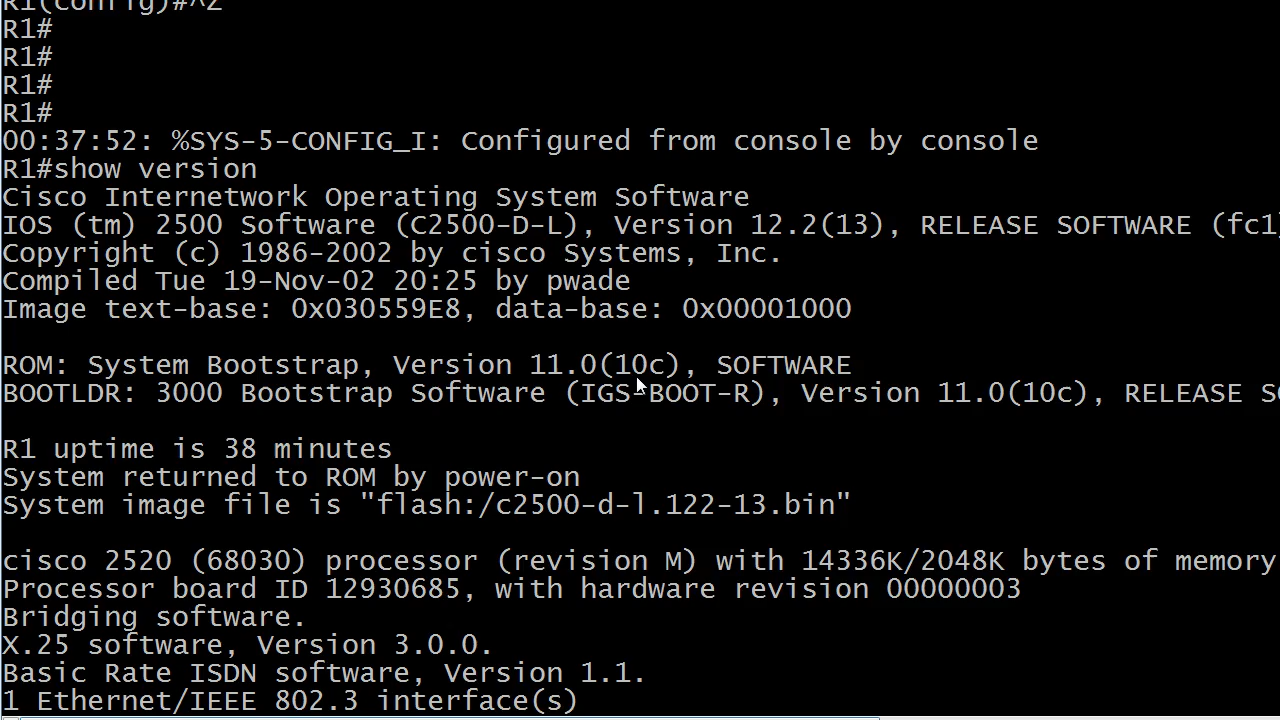 R1(config)#^Z
R1#
R1#
R1#
R1#
00:37:52: %SYS-5-CONFIG_I: Configured from console by console
R1#show version
Cisco Internetwork Operating System Software
IOS (tm) 2500 Software (C2500-D-L), Version 12.2(13), RELEASE SOFTWARE (fc1
Copyright (c) 1986-2002 by cisco Systems, Inc.
Compiled Tue 19-Nov-02 20:25 by pwade
Image text-base: 0x030559E8, data-base: 0x00001000
ROM: System Bootstrap, Version 11.0(10c), SOFTWARE
BOOTLDR: 3000 Bootstrap Software (IGS-BOOT-R), Version 11.0(10c), RELEASE SO
R1 uptime is 38 minutes
System returned to ROM by power-on
System image file is "flash:/c2500-d-l.122-13.bin"
cisco 2520 (68030) processor (revision M) with 14336K/2048K bytes of memory
Processor board ID 12930685, with hardware revision 00000003
Bridging software.
X.25 software, Version 3.0.0.
Basic Rate ISDN software, Version 1.1.
1 Ethernet/IEEE 802.3 interface(s)